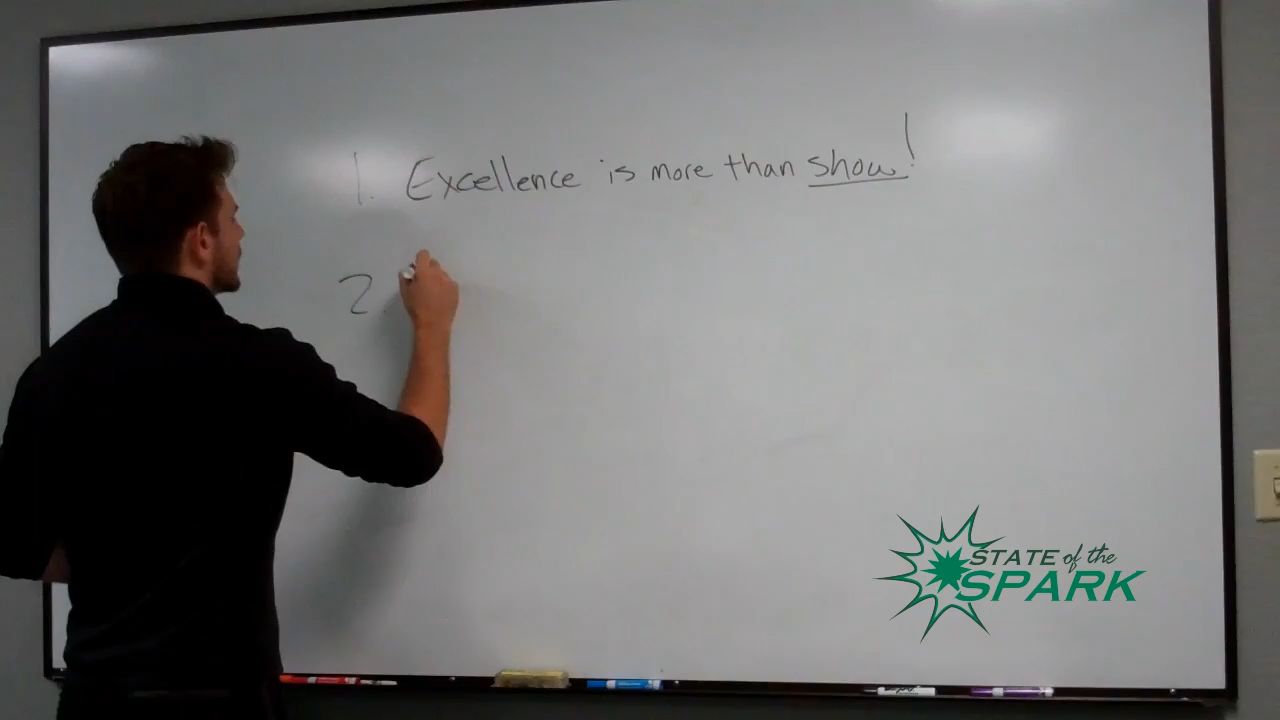 1. Excellence is more than show!
2.
STATE of the
SPARK